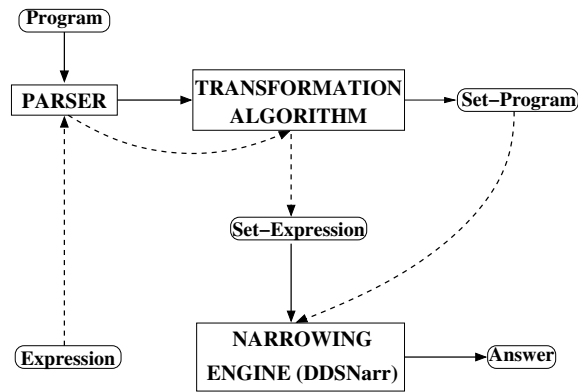 Program
PARSER
TRANSFORMATION
ALGORITHM
Set-Program
Set-Expression
Expression
NARROWING
ENGINE (DDSNarr)
Answer